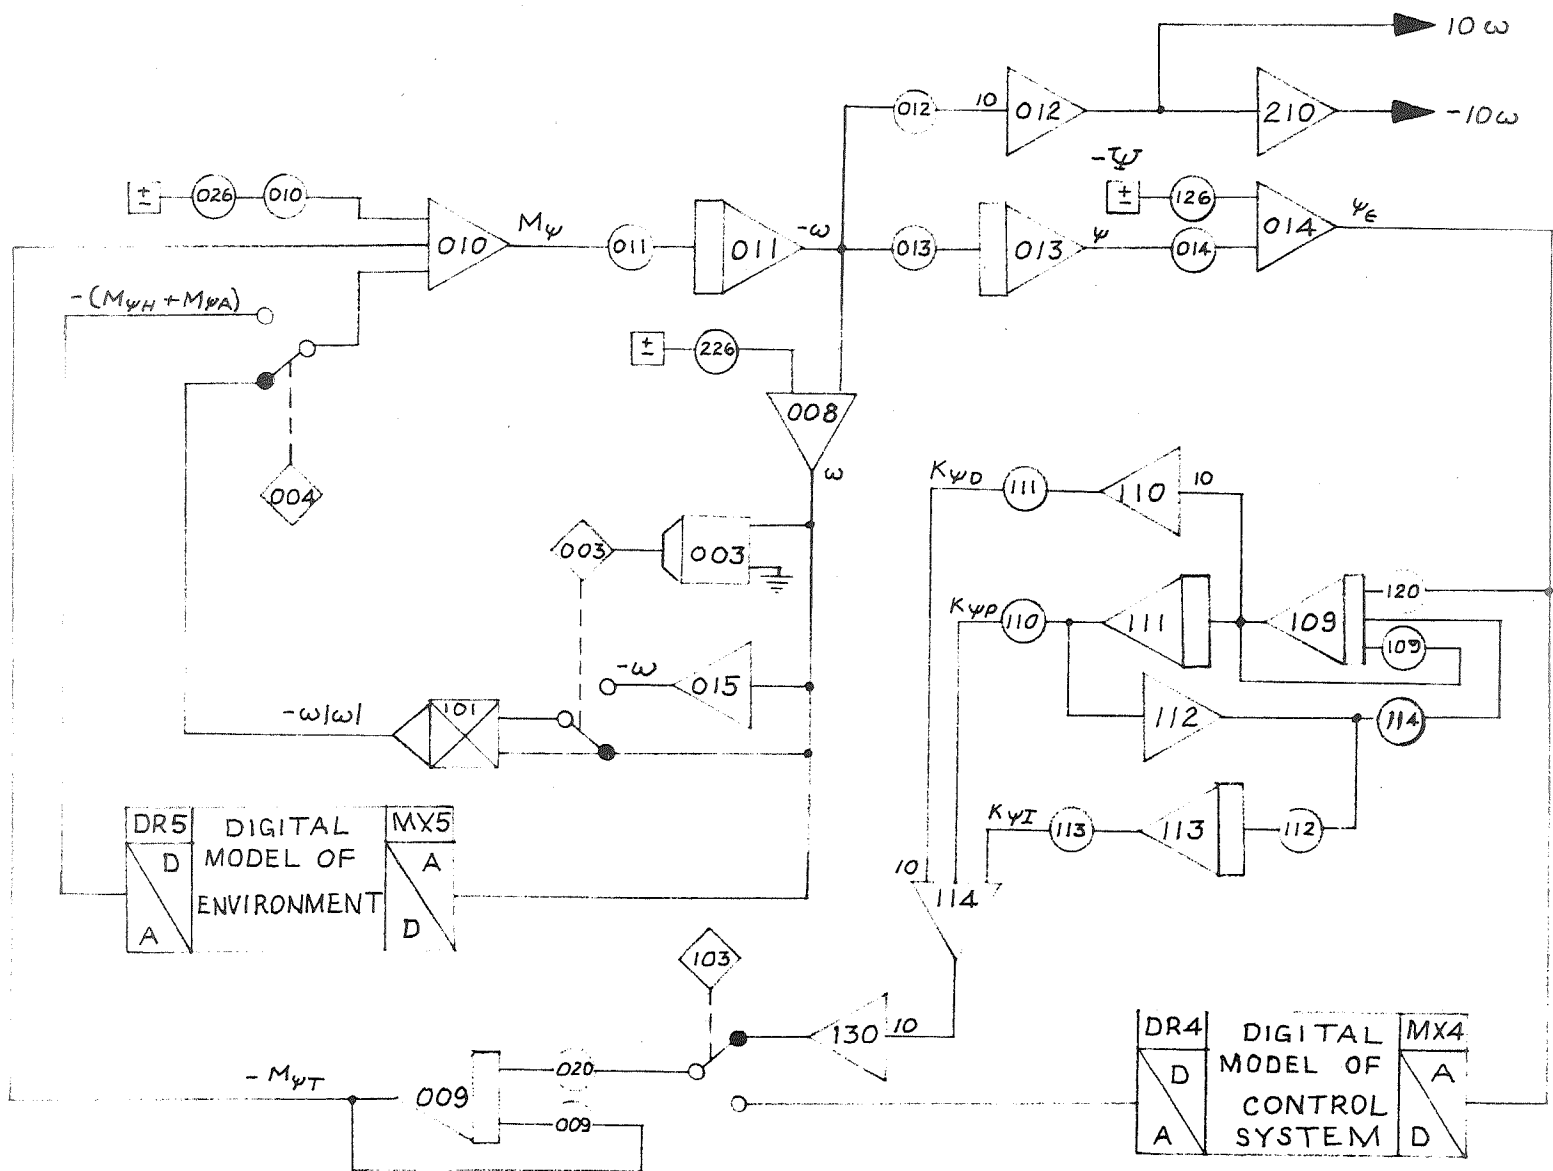 10ω
012 10 012 210 -10ω
-Ψ
± 026 010 ± 126
010 Mψ 011 011 -ω 013 013 ψ 014 014 ψε
-(MψH + MψA)
± 226
008
ω
004
KψD 111 110 10
003 003
120
KψP 110 111 109
109
-ω 015
-ω|ω| 101
112 114
KψI 113 113 112
DR5 DIGITAL MX5
D MODEL OF A
ENVIRONMENT
A D
10 114
103
130 10
DR4 DIGITAL MX4
D MODEL OF A
CONTROL
A SYSTEM D
-MψT 009 020
009